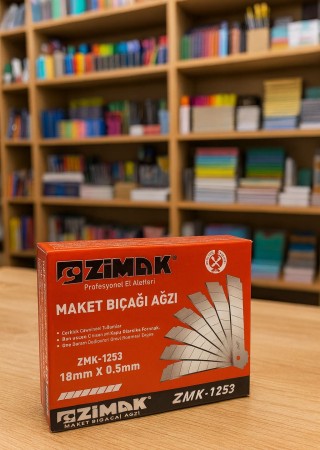 ZiMAK®
Profesyonel El Aletleri
MAKET BIÇAĞI AĞZI
ZMK-1253
18mm X 0.5mm
ZiMAK®
MAKET BIÇAĞI AĞZI
ZMK-1253